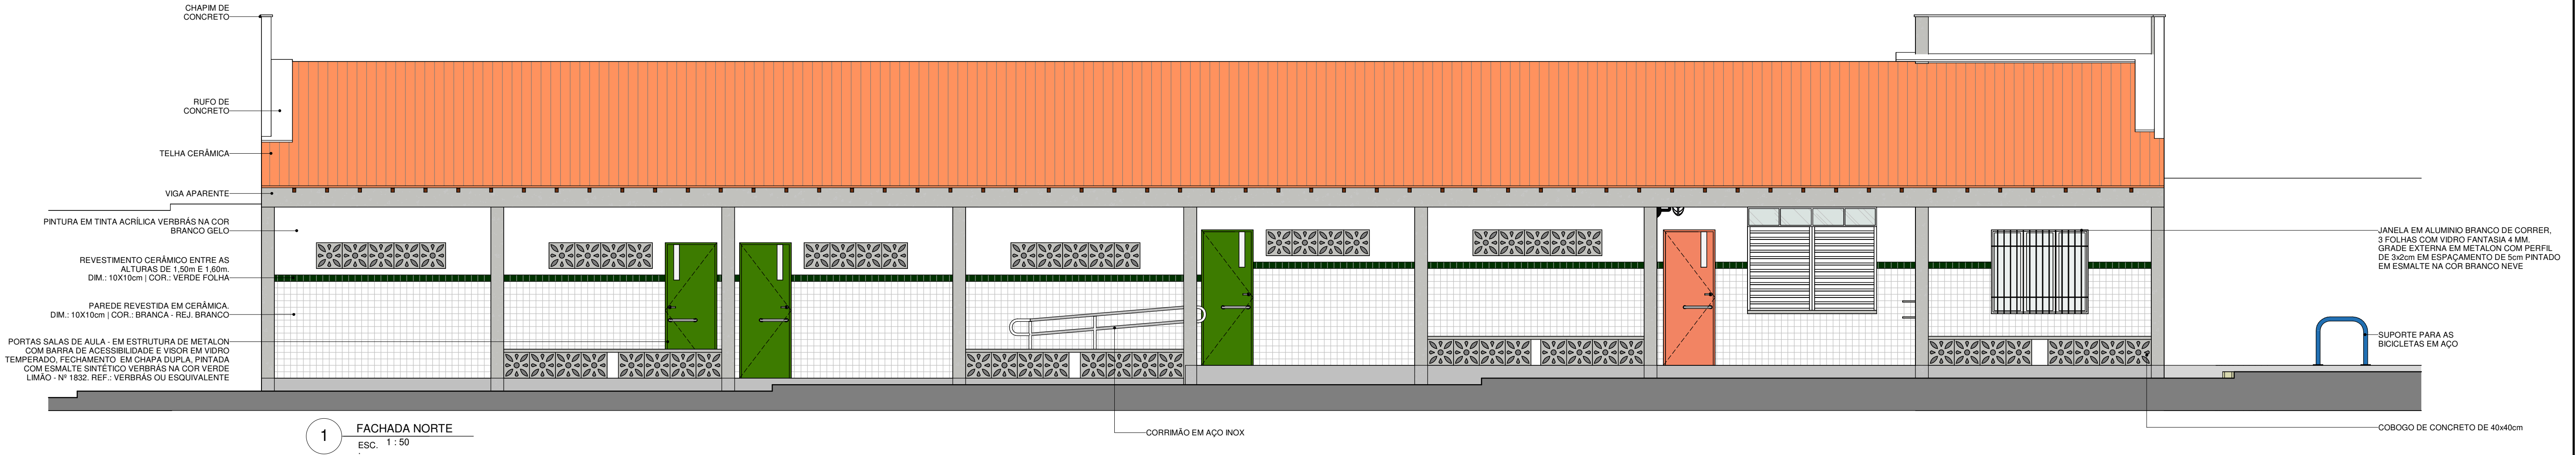 CHAPIM DE
CONCRETO
RUFO DE
CONCRETO
TELHA CERÂMICA
VIGA APARENTE
PINTURA EM TINTA ACRÍLICA VERBRÁS NA COR
BRANCO GELO
REVESTIMENTO CERÂMICO ENTRE AS
ALTURAS DE 1,50m E 1,60m.
DIM.: 10X10cm | COR.: VERDE FOLHA
PAREDE REVESTIDA EM CERÂMICA.
DIM.: 10X10cm | COR.: BRANCA - REJ. BRANCO
PORTAS SALAS DE AULA - EM ESTRUTURA DE METALON
COM BARRA DE ACESSIBILIDADE E VISOR EM VIDRO
TEMPERADO, FECHAMENTO EM CHAPA DUPLA, PINTADA
COM ESMALTE SINTÉTICO VERBRÁS NA COR VERDE
LIMÃO - Nº 1832. REF.: VERBRÁS OU ESQUIVALENTE
JANELA EM ALUMINIO BRANCO DE CORRER,
3 FOLHAS COM VIDRO FANTASIA 4 MM.
GRADE EXTERNA EM METALON COM PERFIL
DE 3x2cm EM ESPAÇAMENTO DE 5cm PINTADO
EM ESMALTE NA COR BRANCO NEVE
SUPORTE PARA AS
BICICLETAS EM AÇO
COBOGO DE CONCRETO DE 40x40cm
CORRIMÃO EM AÇO INOX
1 FACHADA NORTE
ESC. 1 : 50